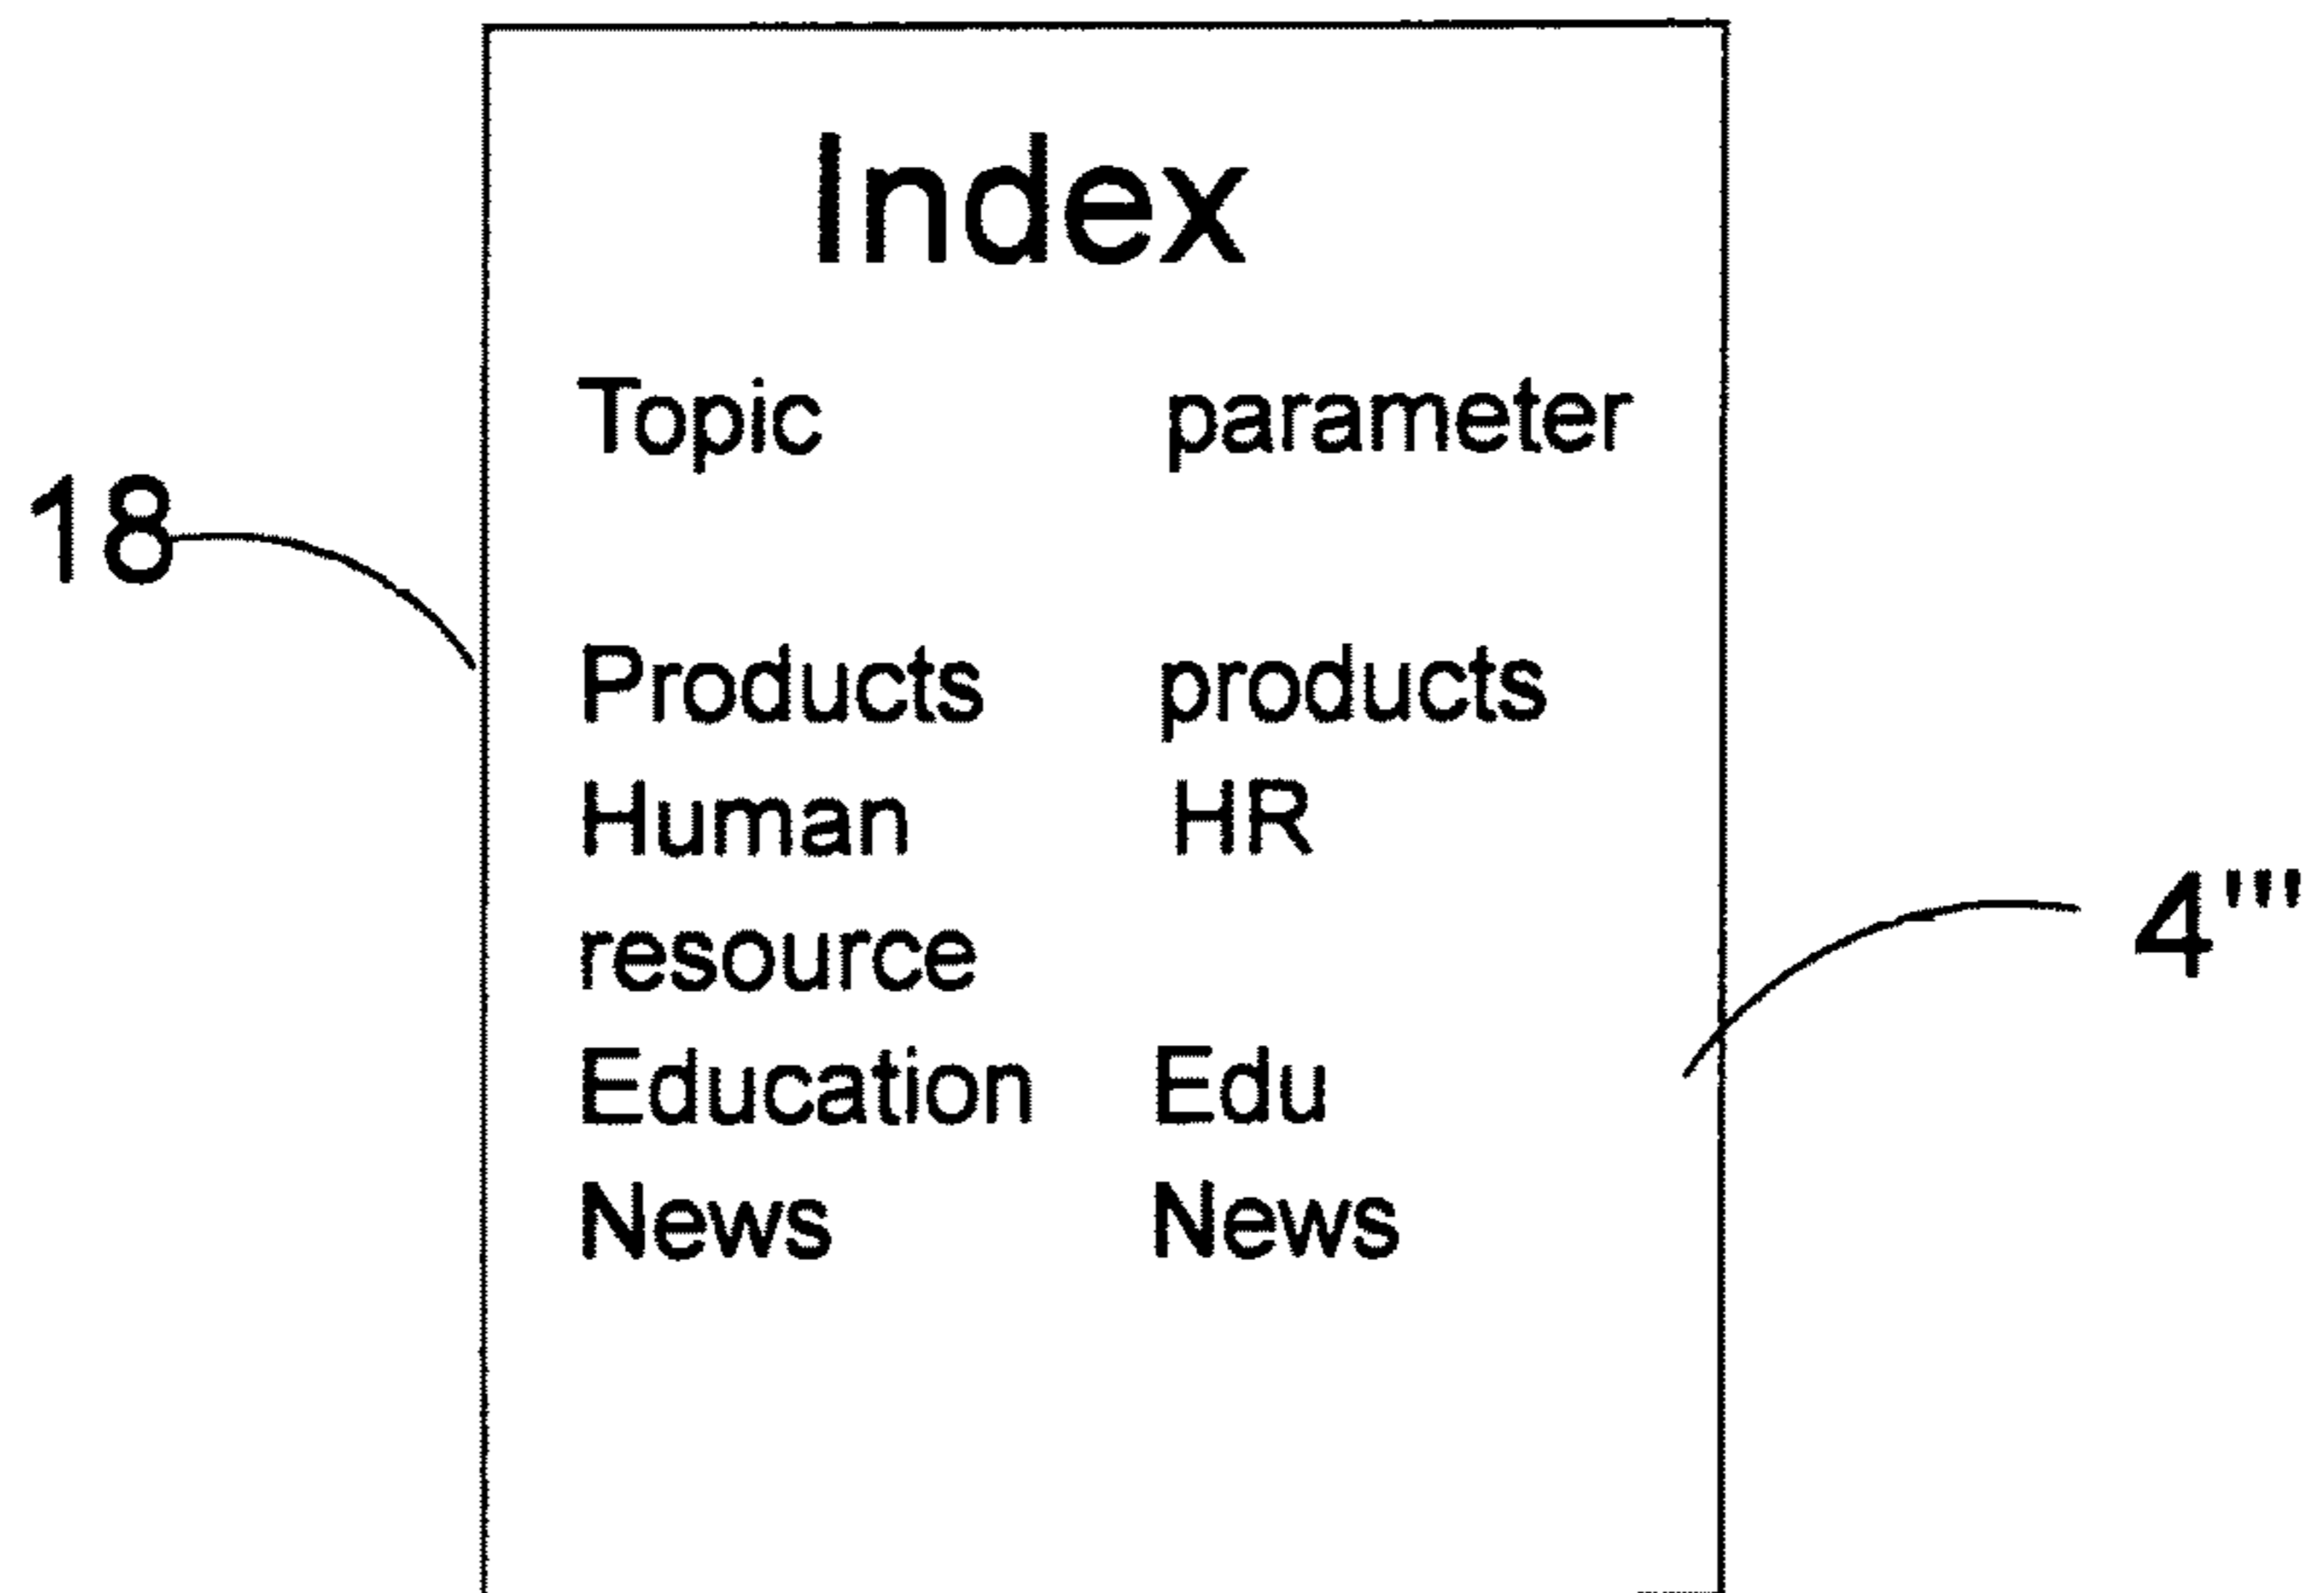 Index
Topic parameter
18
Products products
Human HR
resource
4'''
Education Edu
News News